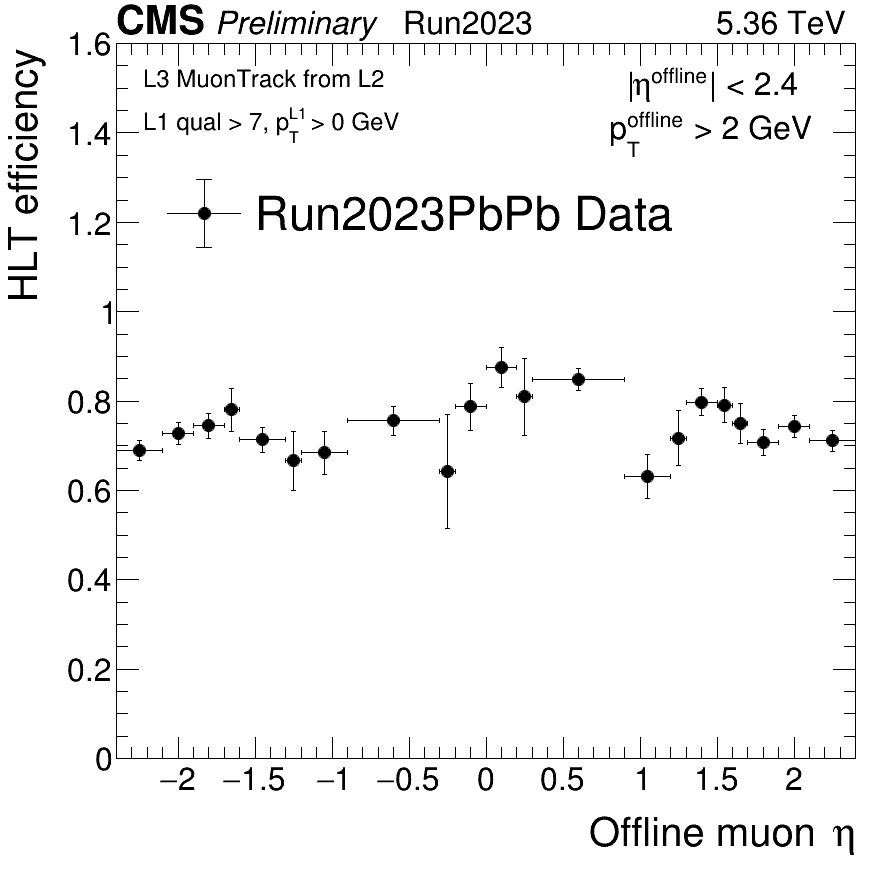 CMS Preliminary Run2023 5.36 TeV
L3 MuonTrack from L2
|η^offline| < 2.4
L1 qual > 7, p_T^L1 > 0 GeV
p_T^offline > 2 GeV
Run2023PbPb Data
HLT efficiency
1.6
1.4
1.2
1
0.8
0.6
0.4
0.2
0
−2 −1.5 −1 −0.5 0 0.5 1 1.5 2
Offline muon η